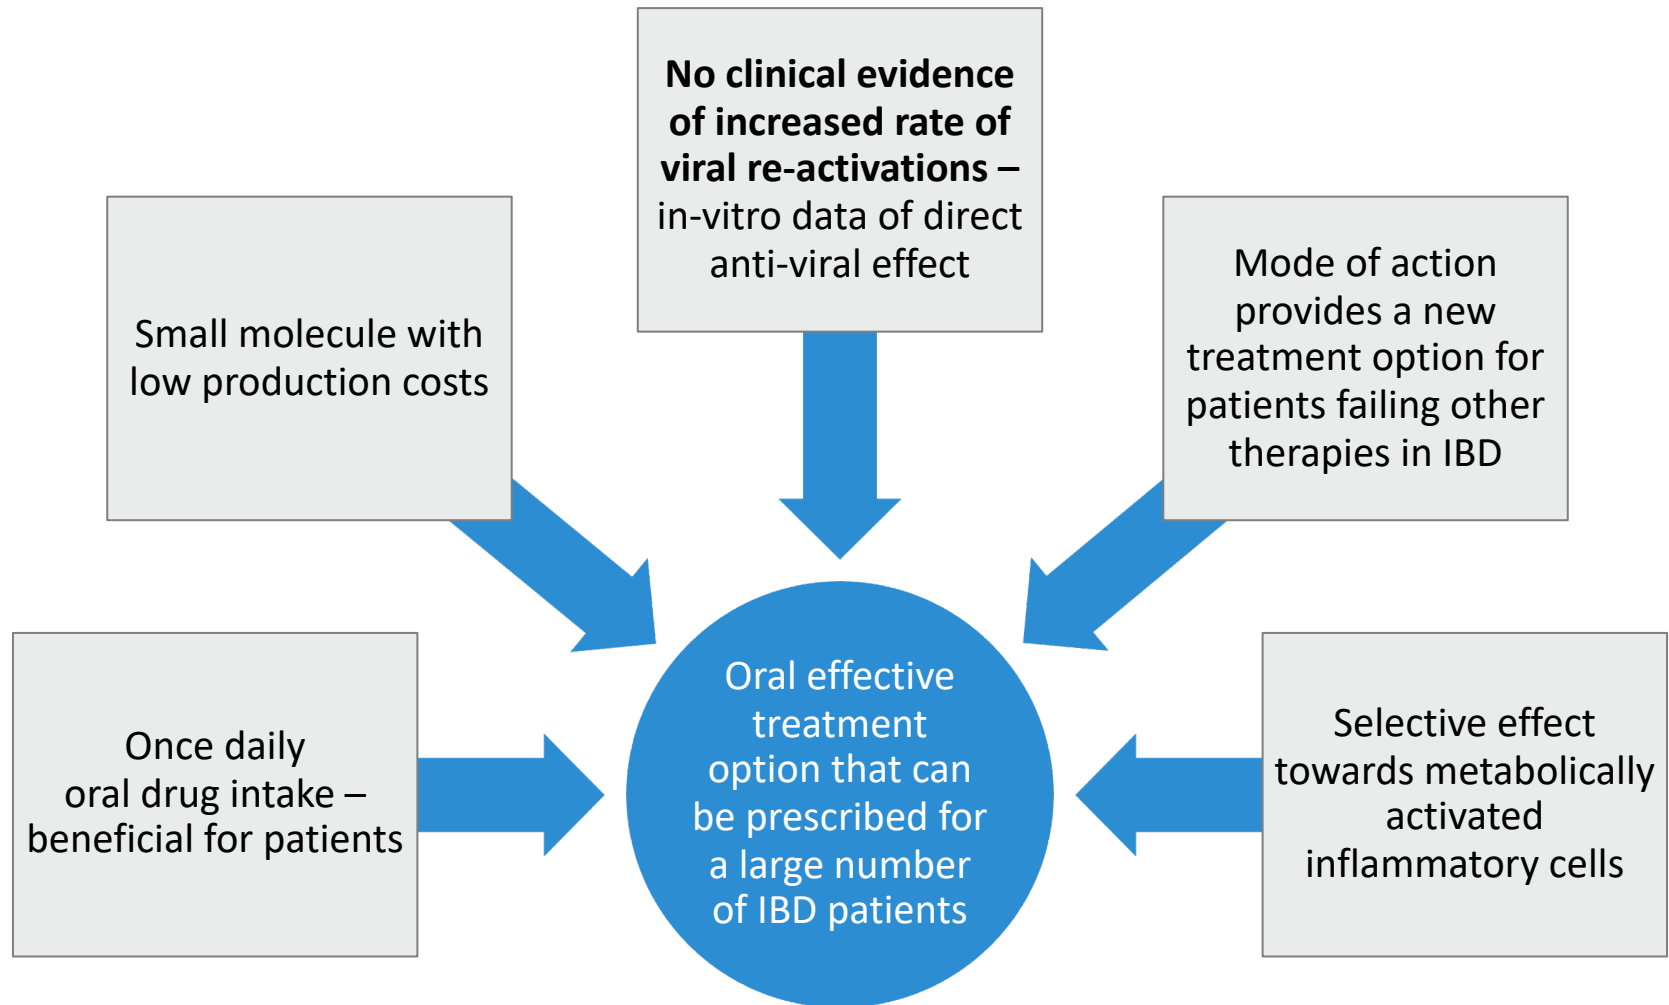 No clinical evidence
of increased rate of
viral re-activations –
in-vitro data of direct
anti-viral effect
Small molecule with
low production costs
Mode of action
provides a new
treatment option for
patients failing other
therapies in IBD
Once daily
oral drug intake –
beneficial for patients
Oral effective
treatment
option that can
be prescribed for
a large number
of IBD patients
Selective effect
towards metabolically
activated
inflammatory cells